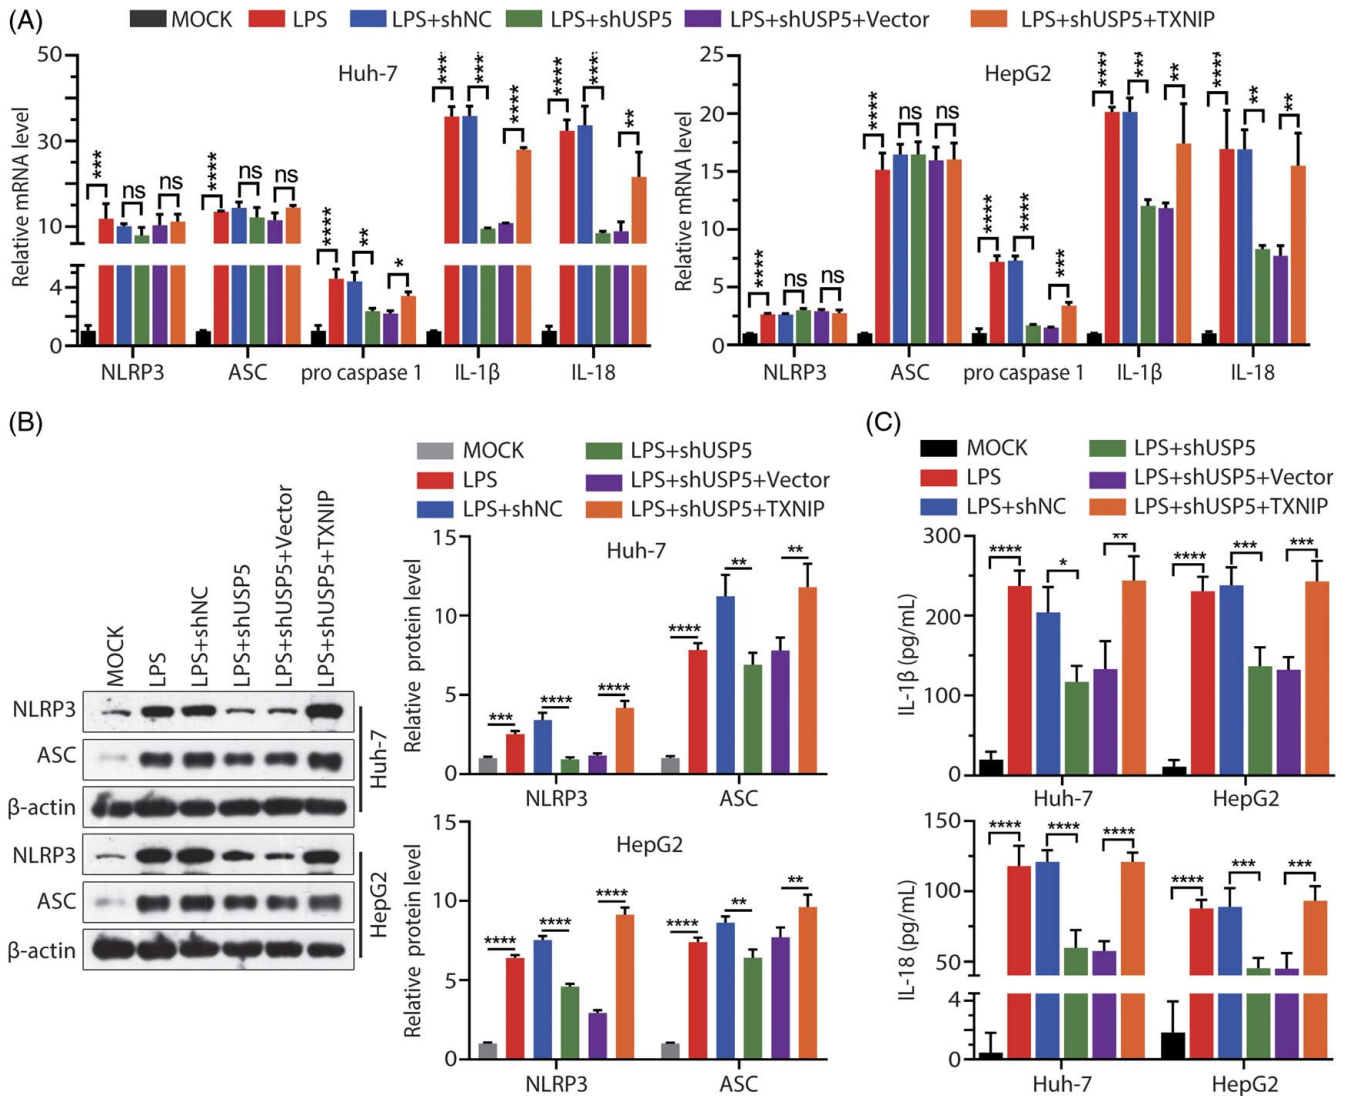 (A)
MOCK LPS LPS+shNC LPS+shUSP5 LPS+shUSP5+Vector LPS+shUSP5+TXNIP
Relative mRNA level
50
30
10
4
0
Huh-7
*** ns ns
**** ns ns
**** ** *
**** **** ****
**** **** **
NLRP3 ASC pro caspase 1 IL-1β IL-18
Relative mRNA level
25
20
15
10
5
0
HepG2
**** ns ns
**** ns ns
**** **** ***
**** *** **
**** ** **
NLRP3 ASC pro caspase 1 IL-1β IL-18
(B)
MOCK
LPS
LPS+shNC
LPS+shUSP5
LPS+shUSP5+Vector
LPS+shUSP5+TXNIP
NLRP3
ASC
β-actin
Huh-7
NLRP3
ASC
β-actin
HepG2
MOCK LPS+shUSP5
LPS LPS+shUSP5+Vector
LPS+shNC LPS+shUSP5+TXNIP
Relative protein level
15
10
5
0
Huh-7
*** **** ****
**** ** **
NLRP3 ASC
Relative protein level
15
10
5
0
HepG2
**** **** ****
**** ** **
NLRP3 ASC
(C)
MOCK LPS+shUSP5
LPS LPS+shUSP5+Vector
LPS+shNC LPS+shUSP5+TXNIP
IL-1β (pg/mL)
300
200
100
0
**** * **
**** *** ***
Huh-7 HepG2
IL-18 (pg/mL)
150
100
50
4
0
**** **** ****
**** *** ***
Huh-7 HepG2